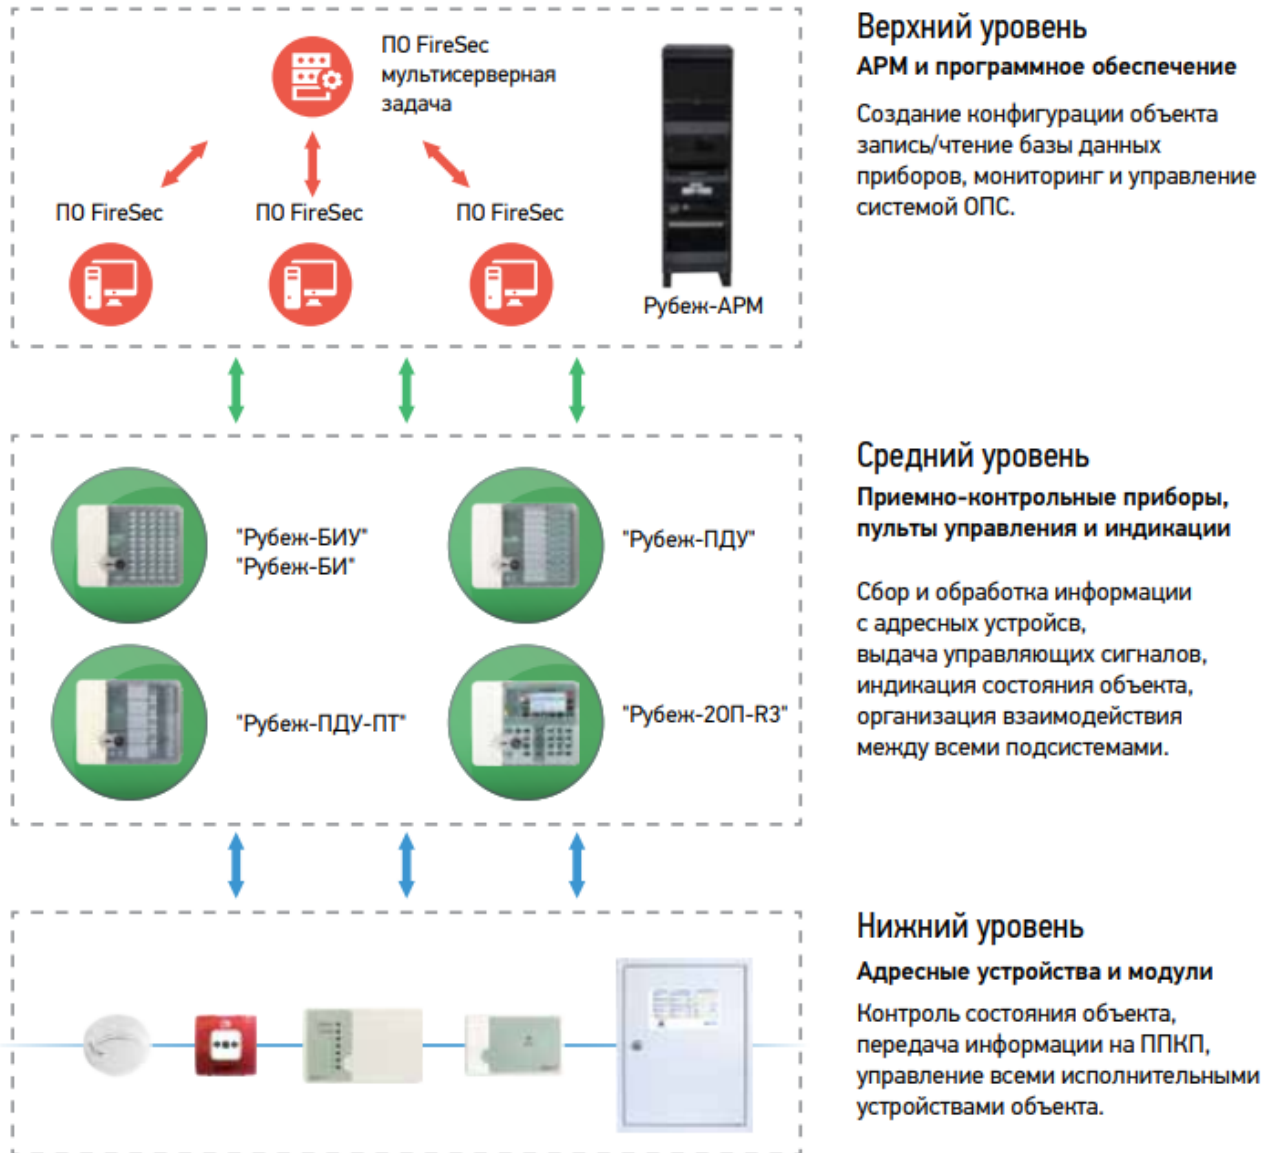 ПО FireSec
мультисерверная
задача
ПО FireSec
ПО FireSec
ПО FireSec
Рубеж-АРМ
Верхний уровень
АРМ и программное обеспечение
Создание конфигурации объекта
запись/чтение базы данных
приборов, мониторинг и управление
системой ОПС.
"Рубеж-БИУ"
"Рубеж-БИ"
"Рубеж-ПДУ"
"Рубеж-ПДУ-ПТ"
"Рубеж-2ОП-R3"
Средний уровень
Приемно-контрольные приборы,
пульты управления и индикации
Сбор и обработка информации
с адресных устройсв,
выдача управляющих сигналов,
индикация состояния объекта,
организация взаимодействия
между всеми подсистемами.
Нижний уровень
Адресные устройства и модули
Контроль состояния объекта,
передача информации на ППКП,
управление всеми исполнительными
устройствами объекта.